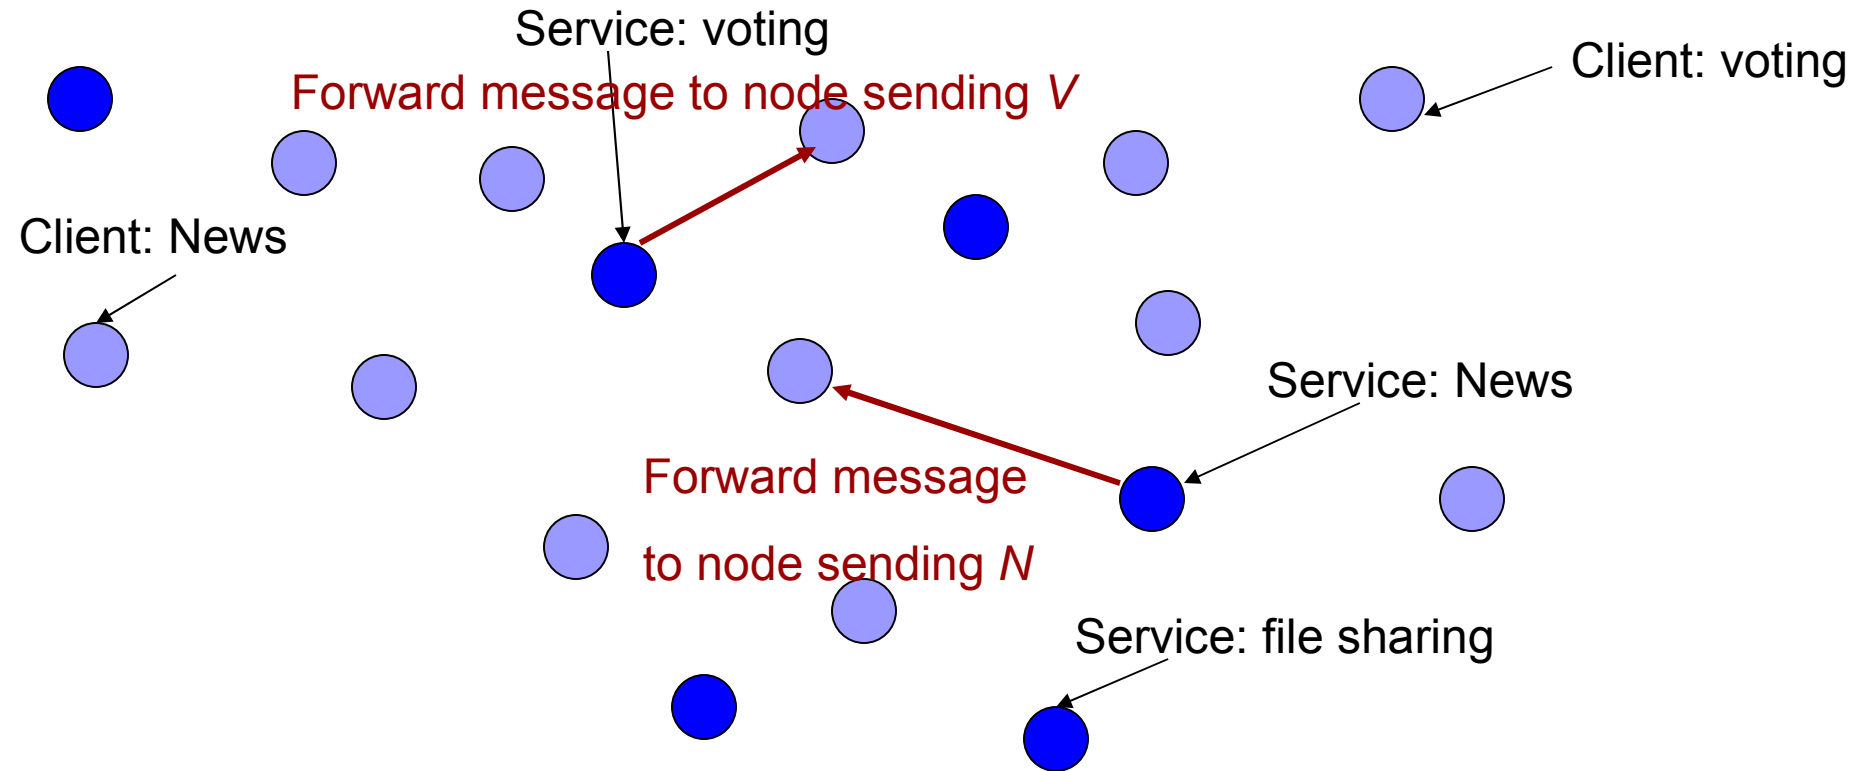 Service: voting
Client: voting
Forward message to node sending V
Client: News
Service: News
Forward message
to node sending N
Service: file sharing